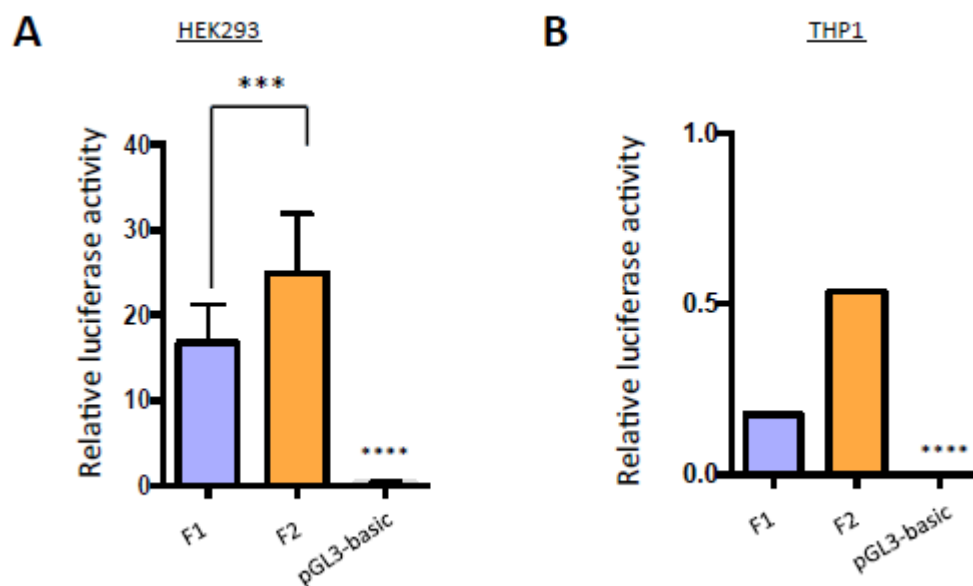 A
HEK293
***
Relative luciferase activity
40
30
20
10
0
****
F1
F2
pGL3-basic
B
THP1
Relative luciferase activity
1.0
0.5
0.0
****
F1
F2
pGL3-basic